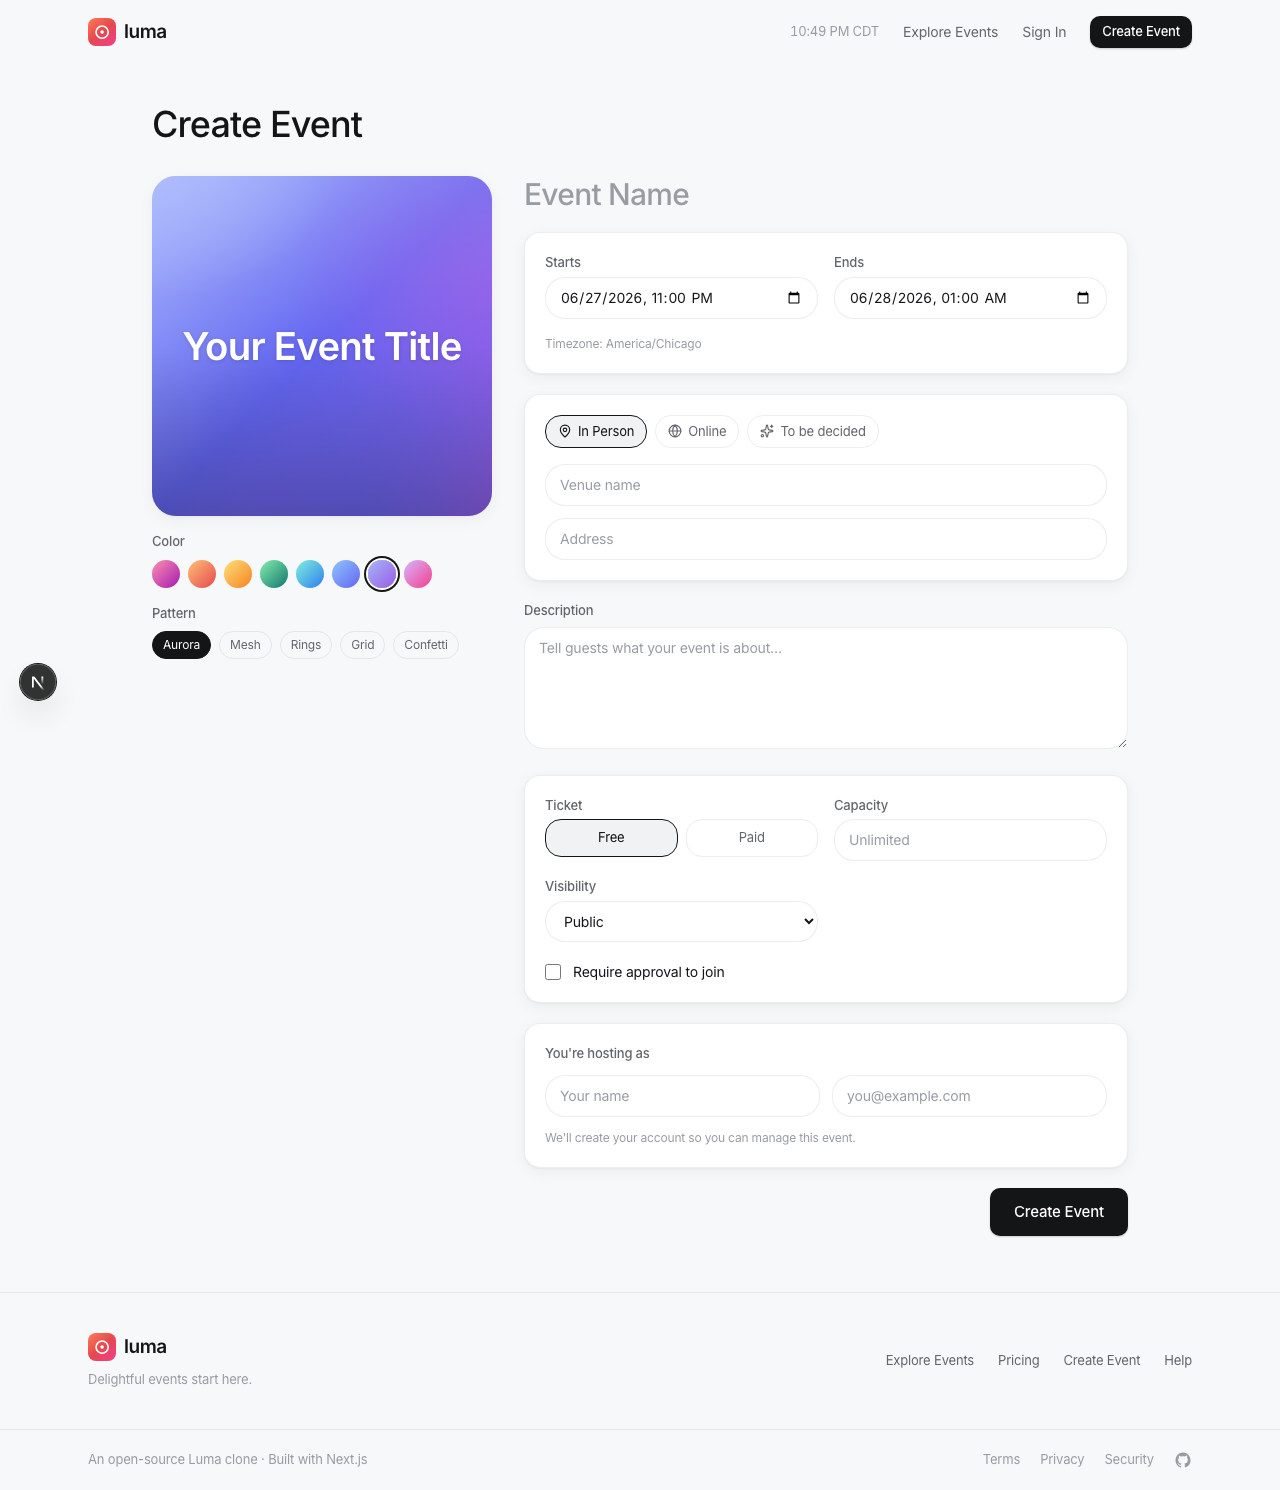 luma
10:49 PM CDT
Explore Events
Sign In
Create Event
Create Event
Your Event Title
Color
Pattern
Aurora
Mesh
Rings
Grid
Confetti
N
Event Name
Starts
Ends
06/27/2026, 11:00 PM
06/28/2026, 01:00 AM
Timezone: America/Chicago
In Person
Online
To be decided
Venue name
Address
Description
Tell guests what your event is about...
Ticket
Capacity
Free
Paid
Unlimited
Visibility
Public
Require approval to join
You're hosting as
Your name
you@example.com
We'll create your account so you can manage this event.
Create Event
luma
Delightful events start here.
Explore Events
Pricing
Create Event
Help
An open-source Luma clone · Built with Next.js
Terms
Privacy
Security